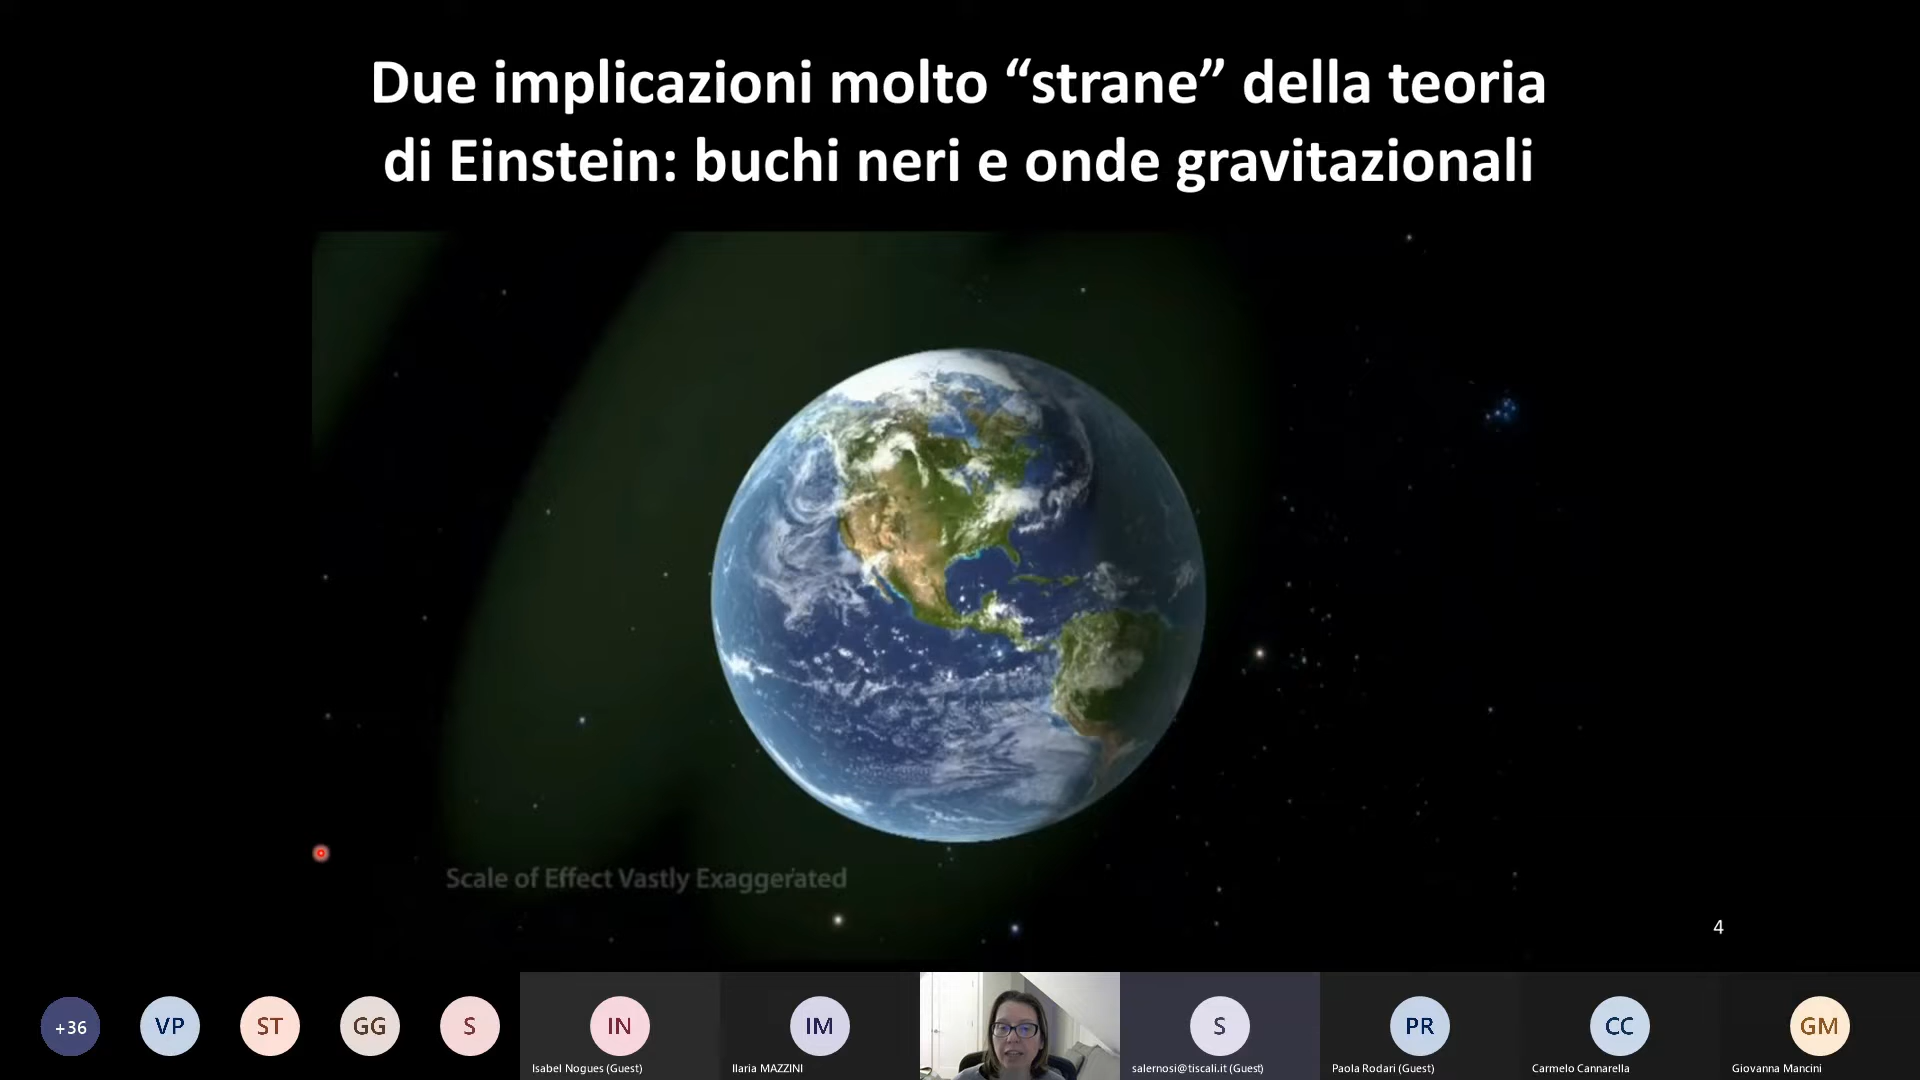 Due implicazioni molto “strane” della teoria
di Einstein: buchi neri e onde gravitazionali
Scale of Effect Vastly Exaggerated
4
+36
VP
ST
GG
S
IN
IM
S
PR
CC
GM
Isabel Nogues (Guest)
Ilaria MAZZINI
salernosi@tiscali.it (Guest)
Paola Rodari (Guest)
Carmelo Cannarella
Giovanna Mancini